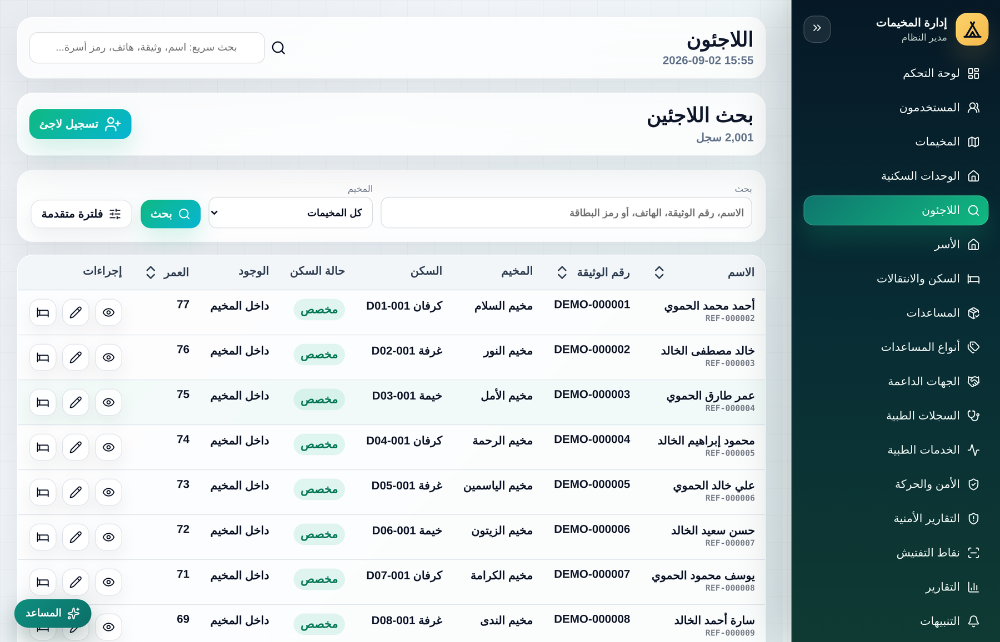 إدارة المخيمات
مدير النظام
لوحة التحكم
المستخدمون
المخيمات
الوحدات السكنية
اللاجئون
الأسر
السكن والانتقالات
المساعدات
أنواع المساعدات
الجهات الداعمة
السجلات الطبية
الخدمات الطبية
الأمن والحركة
التقارير الأمنية
نقاط التفتيش
التقارير
التنبيهات
اللاجئون
2026-09-02 15:55
بحث سريع: اسم، وثيقة، هاتف، رمز أسرة...
بحث اللاجئين
2,001 سجل
تسجيل لاجئ
بحث
المخيم
الاسم، رقم الوثيقة، الهاتف، أو رمز البطاقة
كل المخيمات
بحث
فلترة متقدمة
الاسم رقم الوثيقة المخيم السكن حالة السكن الوجود العمر إجراءات
أحمد محمد الحموي DEMO-000001 مخيم السلام كرفان D01-001 مخصص داخل المخيم 77
REF-000002
خالد مصطفى الخالد DEMO-000002 مخيم النور غرفة D02-001 مخصص داخل المخيم 76
REF-000003
عمر طارق الحموي DEMO-000003 مخيم الأمل خيمة D03-001 مخصص داخل المخيم 75
REF-000004
محمود إبراهيم الخالد DEMO-000004 مخيم الرحمة كرفان D04-001 مخصص داخل المخيم 74
REF-000005
علي خالد الحموي DEMO-000005 مخيم الياسمين غرفة D05-001 مخصص داخل المخيم 73
REF-000006
حسن سعيد الخالد DEMO-000006 مخيم الزيتون خيمة D06-001 مخصص داخل المخيم 72
REF-000007
يوسف محمود الحموي DEMO-000007 مخيم الكرامة كرفان D07-001 مخصص داخل المخيم 71
REF-000008
سارة أحمد الخالد DEMO-000008 مخيم الندى غرفة D08-001 مخصص داخل المخيم 69
REF-000009
المساعد